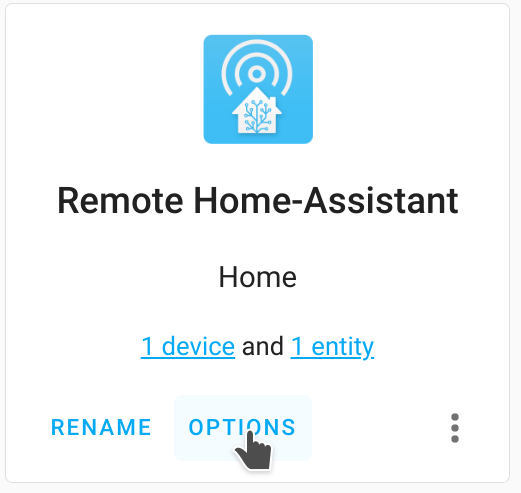 Remote Home-Assistant
Home
1 device and 1 entity
RENAME OPTIONS